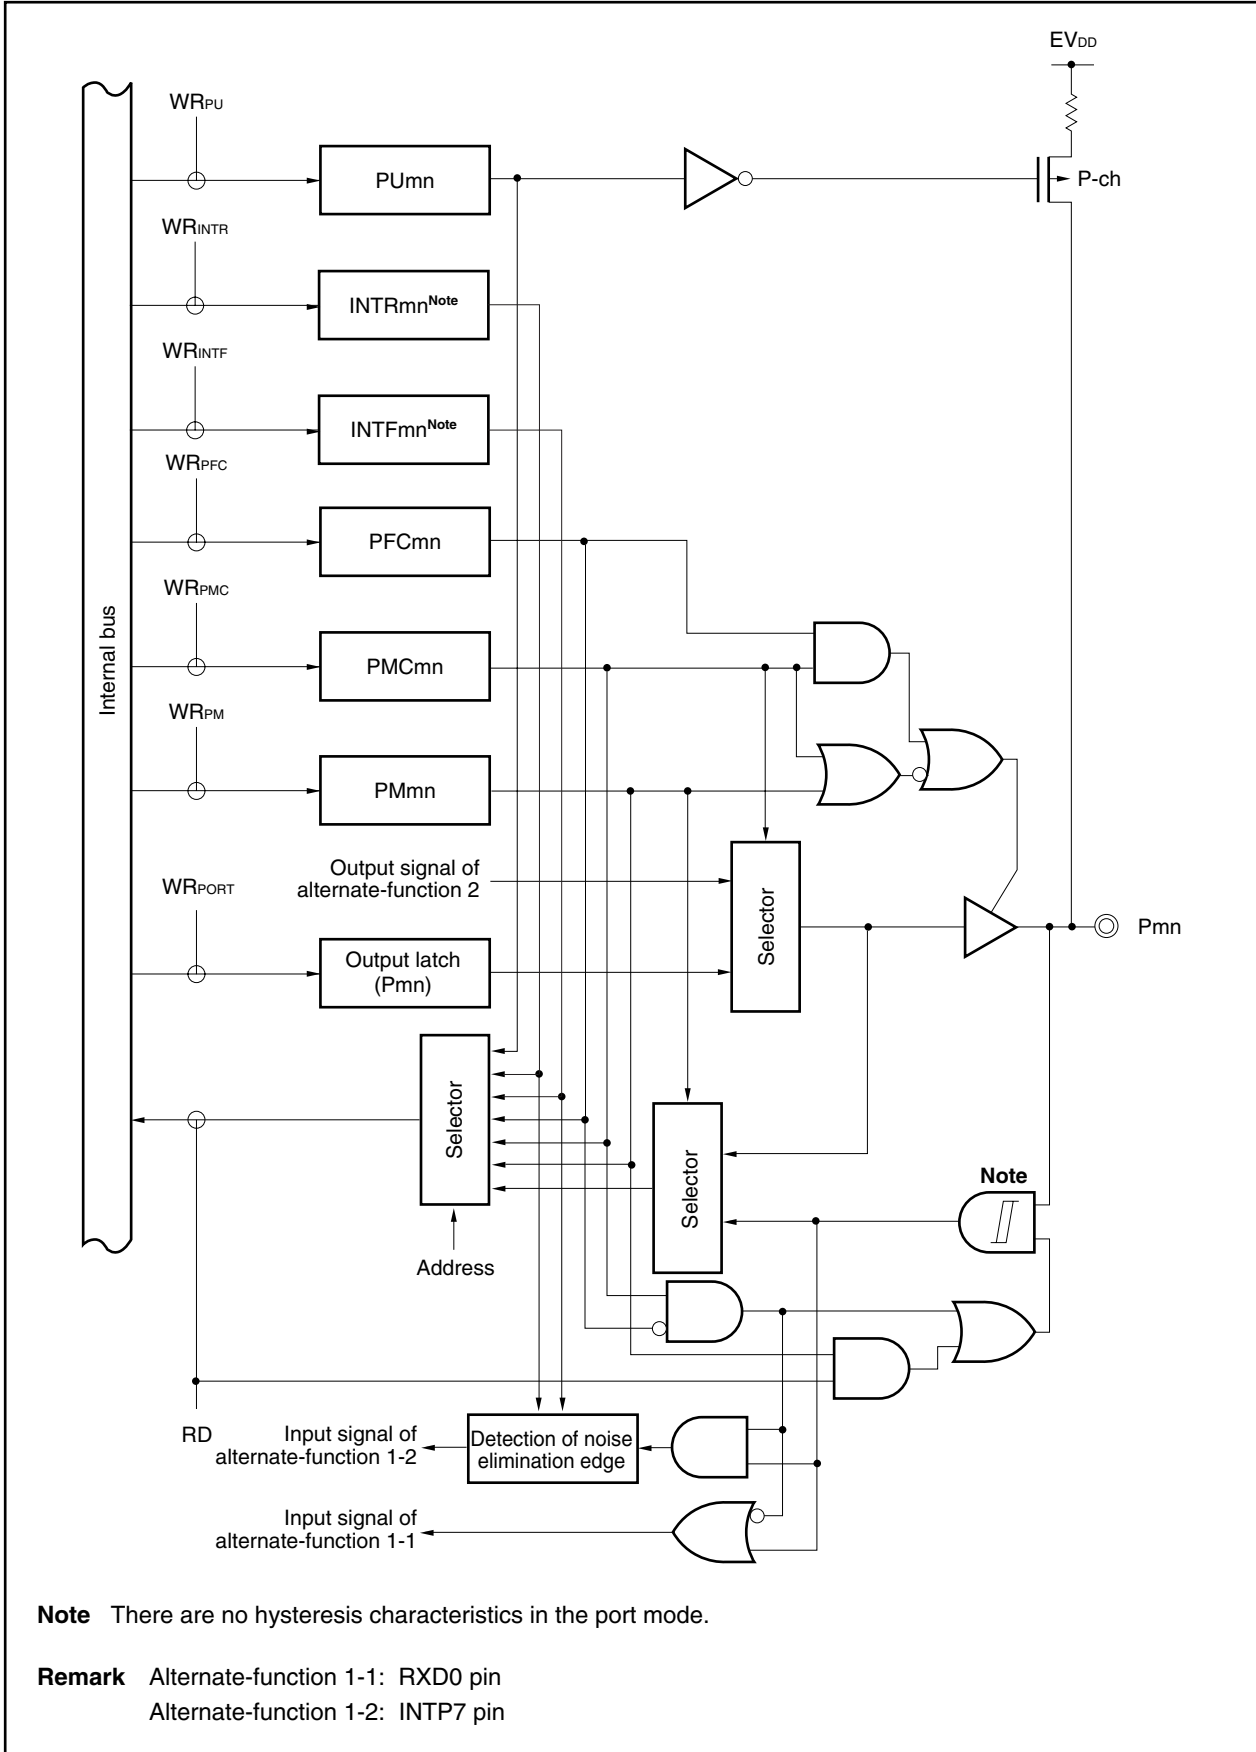 EVDD
WRPU
PUmn
P-ch
WRINTR
INTRmnNote
WRINTF
INTFmnNote
WRPFC
PFCmn
WRPMC
PMCmn
Internal bus
WRPM
PMmn
Output signal of
alternate-function 2
WRPORT
Output latch
(Pmn)
Selector
Pmn
Selector
Selector
Note
Address
RD
Input signal of
alternate-function 1-2
Detection of noise
elimination edge
Input signal of
alternate-function 1-1
Note There are no hysteresis characteristics in the port mode.
Remark Alternate-function 1-1: RXD0 pin
Alternate-function 1-2: INTP7 pin